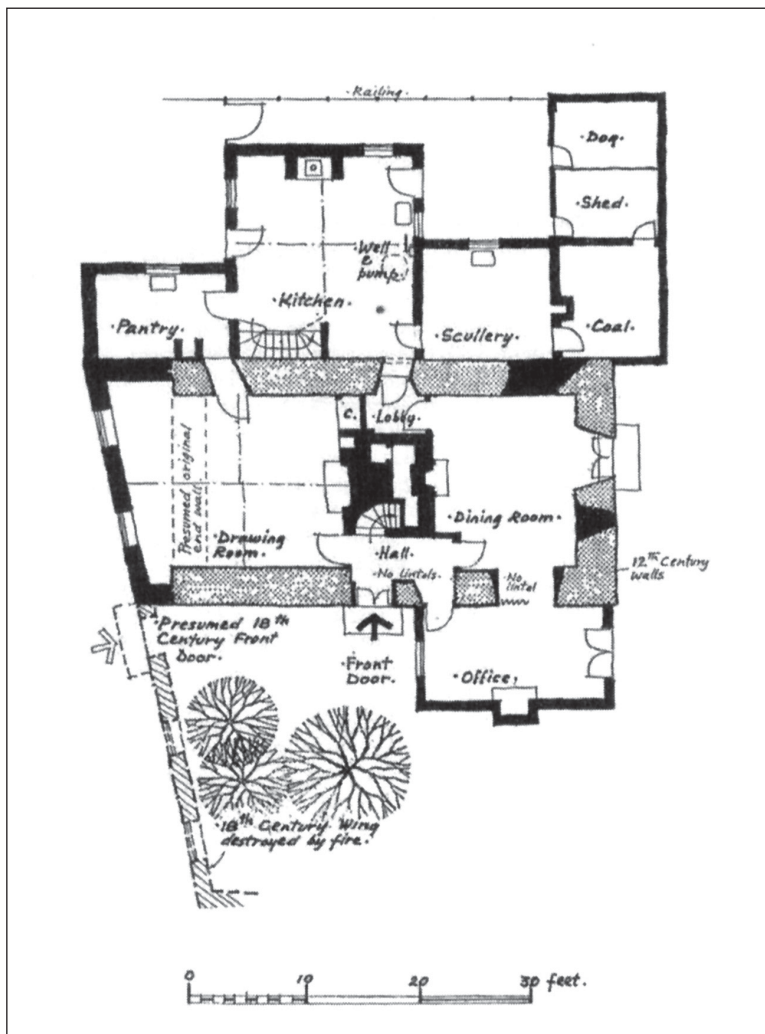 ·Railing·
·Dog·
·Shed·
·Well
&
pump·
·Kitchen·
·Pantry·
·Scullery·
·Coal·
C.
·Lobby·
Presumed original
end wall.
·Drawing
Room.
·Dining Room·
·Hall·
·No lintals·
·No
lintel
12th Century
walls
·Presumed 18th
Century Front
Door·
·Front
Door.
·Office,
·18th Century Wing
destroyed by fire·
0 10 20 30 feet.